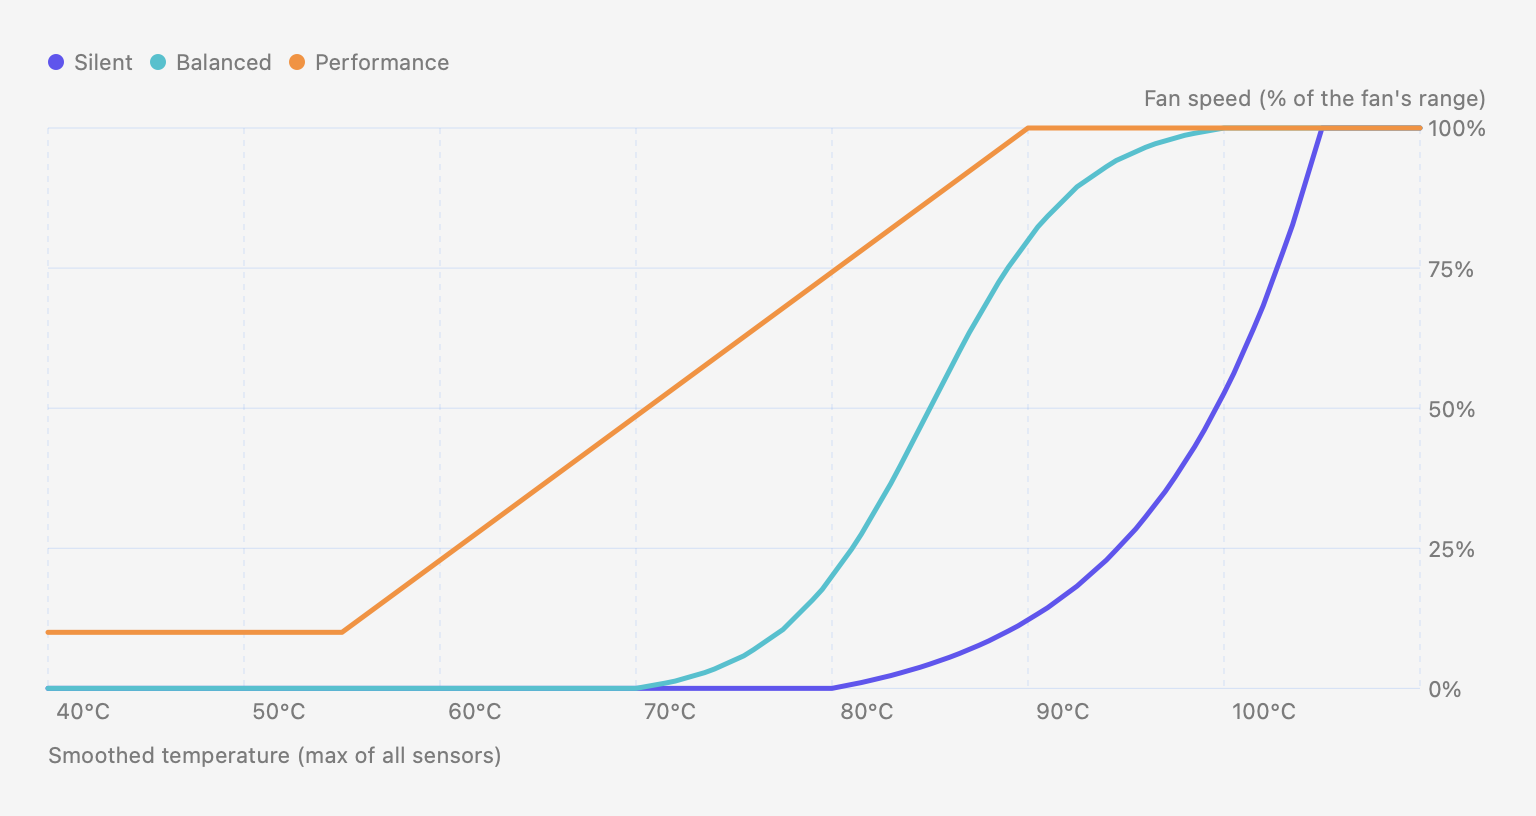 Silent Balanced Performance
Fan speed (% of the fan's range)
100%
75%
50%
25%
0%
40°C 50°C 60°C 70°C 80°C 90°C 100°C
Smoothed temperature (max of all sensors)